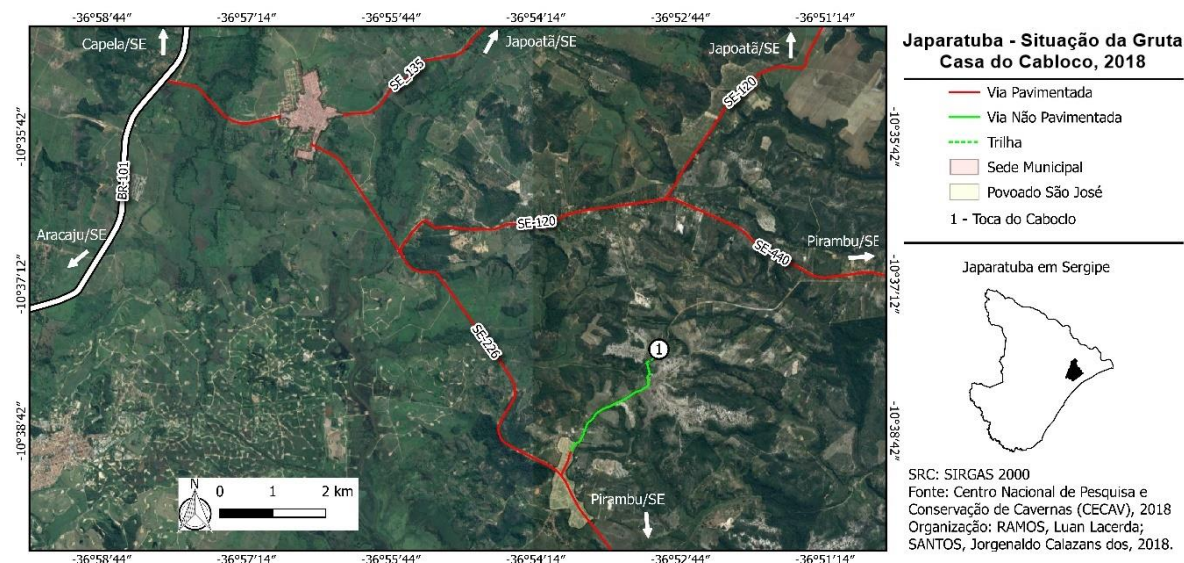 -36°58'44" -36°57'14" -36°55'44" -36°54'14" -36°52'44" -36°51'14"
Capela/SE
Japoatã/SE
Japoatã/SE
SE-135
SE-120
-10°35'42"
-10°35'42"
BR-101
SE-120
Aracaju/SE
Pirambu/SE
SE-440
-10°37'12"
-10°37'12"
SE-226
1
-10°38'42"
-10°38'42"
N
0 1 2 km
Pirambu/SE
-36°58'44" -36°57'14" -36°55'44" -36°54'14" -36°52'44" -36°51'14"
Japaratuba - Situação da Gruta
Casa do Cabloco, 2018
Via Pavimentada
Via Não Pavimentada
Trilha
Sede Municipal
Povoado São José
1 - Toca do Caboclo
Japaratuba em Sergipe
SRC: SIRGAS 2000
Fonte: Centro Nacional de Pesquisa e
Conservação de Cavernas (CECAV), 2018
Organização: RAMOS, Luan Lacerda;
SANTOS, Jorgenaldo Calazans dos, 2018.